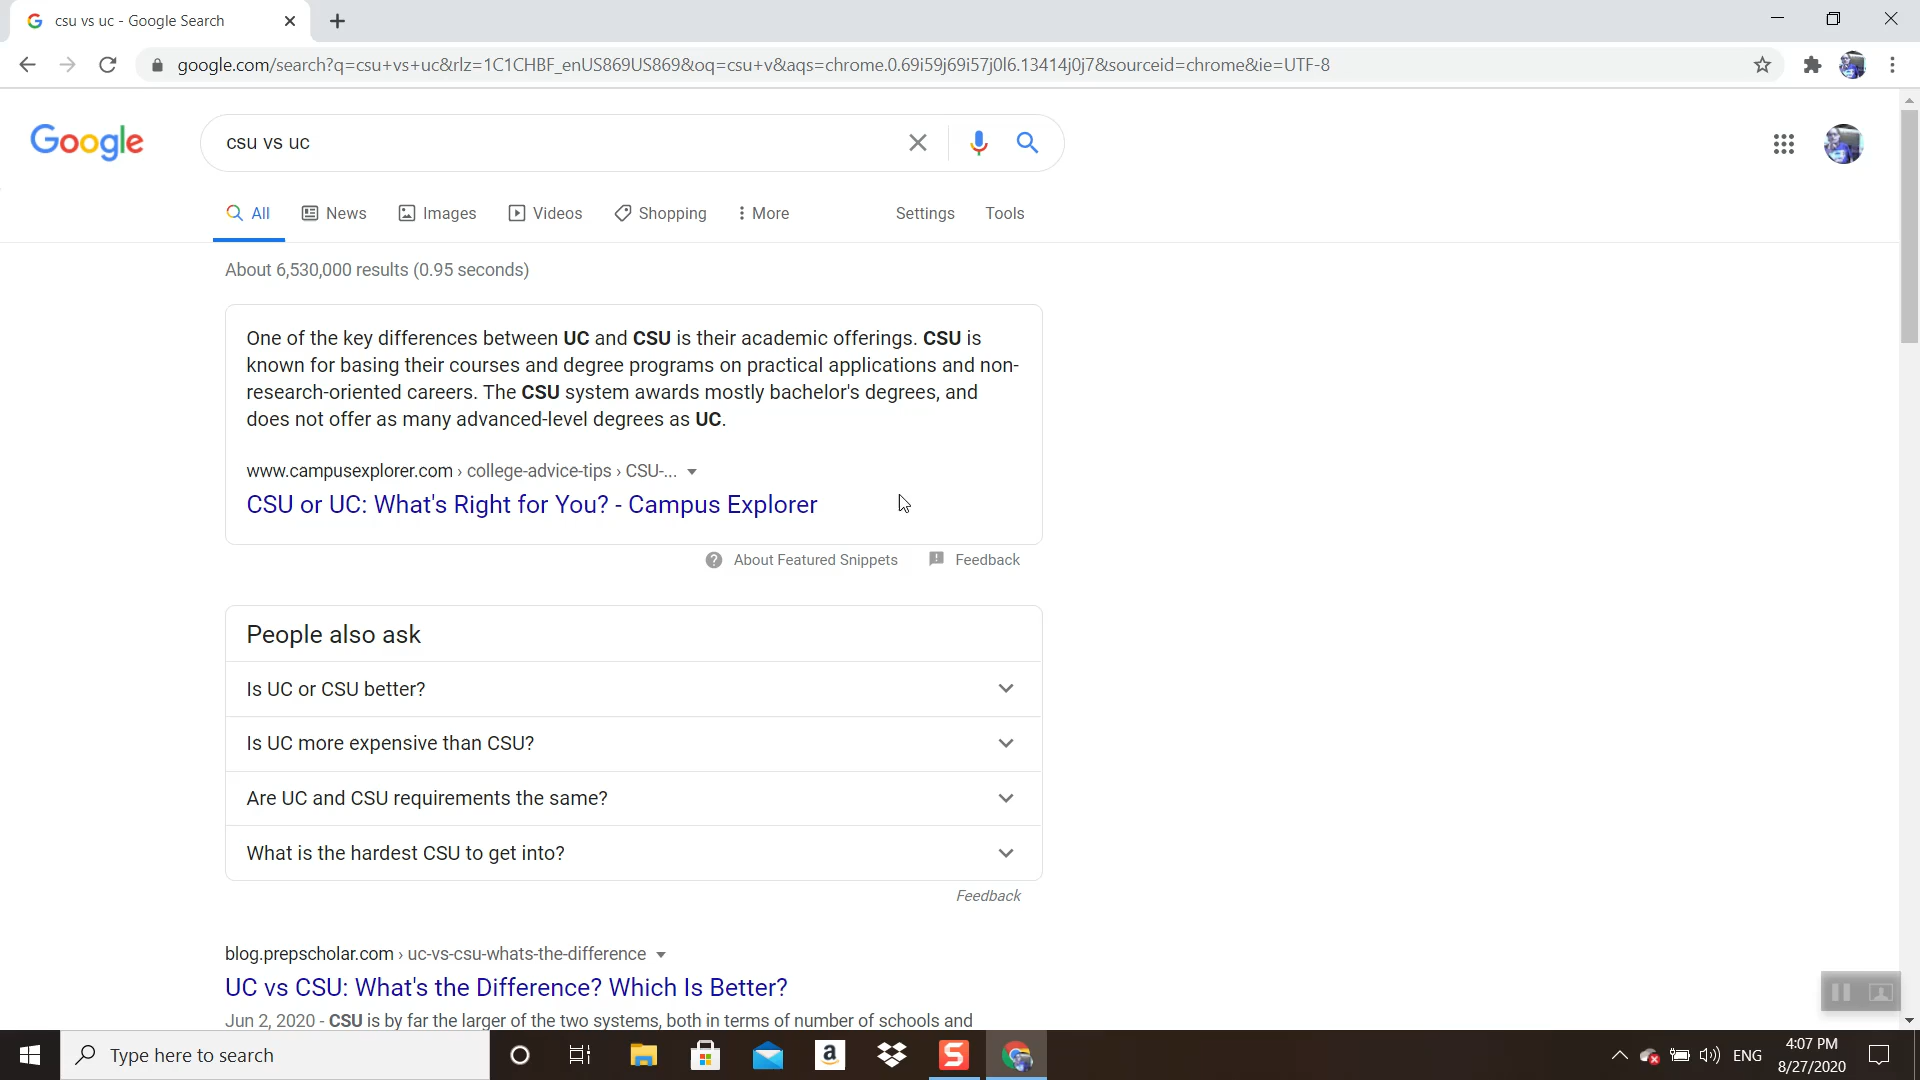 csu vs uc - Google Search
google.com/search?q=csu+vs+uc&rlz=1C1CHBF_enUS869US869&oq=csu+v&aqs=chrome.0.69i59j69i57j0l6.13414j0j7&sourceid=chrome&ie=UTF-8
Google
csu vs uc
All News Images Videos Shopping More Settings Tools
About 6,530,000 results (0.95 seconds)
One of the key differences between UC and CSU is their academic offerings. CSU is
known for basing their courses and degree programs on practical applications and non-
research-oriented careers. The CSU system awards mostly bachelor's degrees, and
does not offer as many advanced-level degrees as UC.
www.campusexplorer.com › college-advice-tips › CSU-...
CSU or UC: What's Right for You? - Campus Explorer
About Featured Snippets Feedback
People also ask
Is UC or CSU better?
Is UC more expensive than CSU?
Are UC and CSU requirements the same?
What is the hardest CSU to get into?
Feedback
blog.prepscholar.com › uc-vs-csu-whats-the-difference
UC vs CSU: What's the Difference? Which Is Better?
Jun 2, 2020 - CSU is by far the larger of the two systems, both in terms of number of schools and
Type here to search
a
S
ENG
4:07 PM
8/27/2020